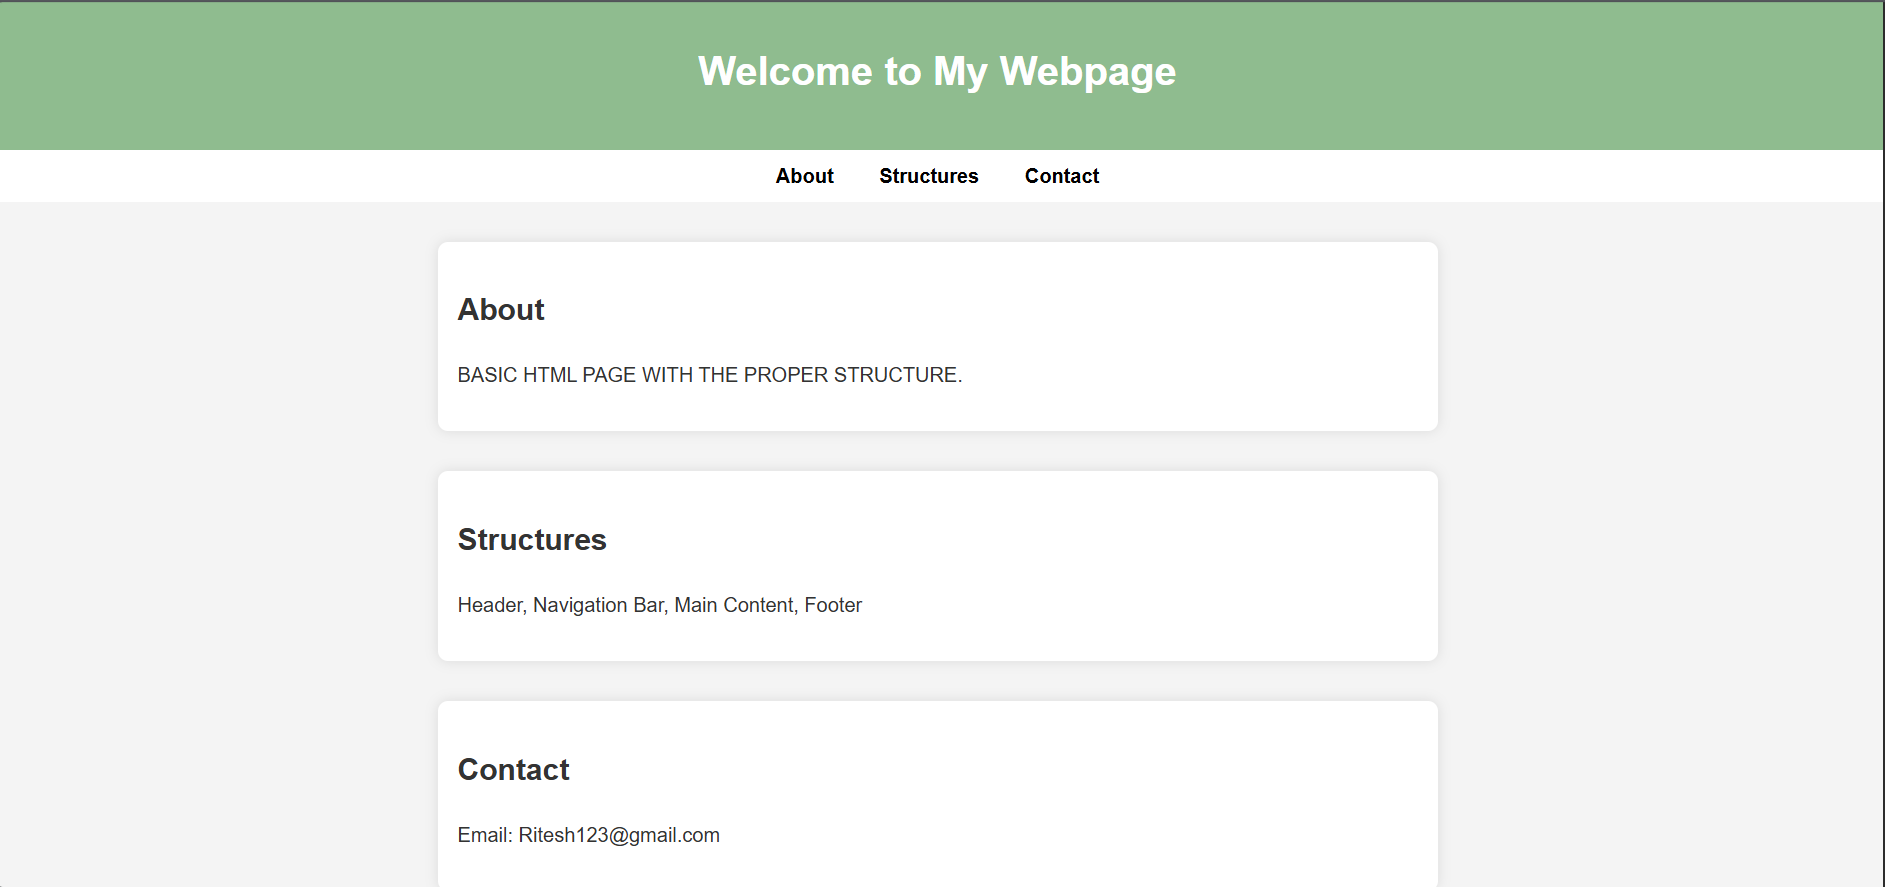 Welcome to My Webpage
About Structures Contact
About
BASIC HTML PAGE WITH THE PROPER STRUCTURE.
Structures
Header, Navigation Bar, Main Content, Footer
Contact
Email: Ritesh123@gmail.com